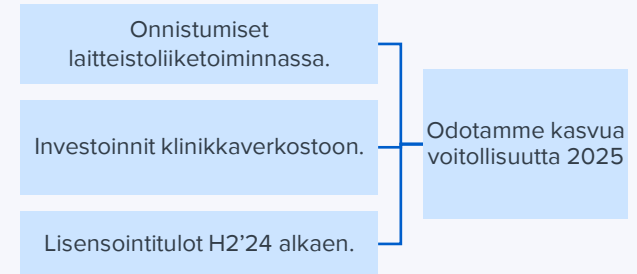 Onnistumiset
laitteistoliiketoiminnassa.
Investoinnit klinikkaverkostoon.
Lisensointitulot H2’24 alkaen.
Odotamme kasvua
voitollisuutta 2025